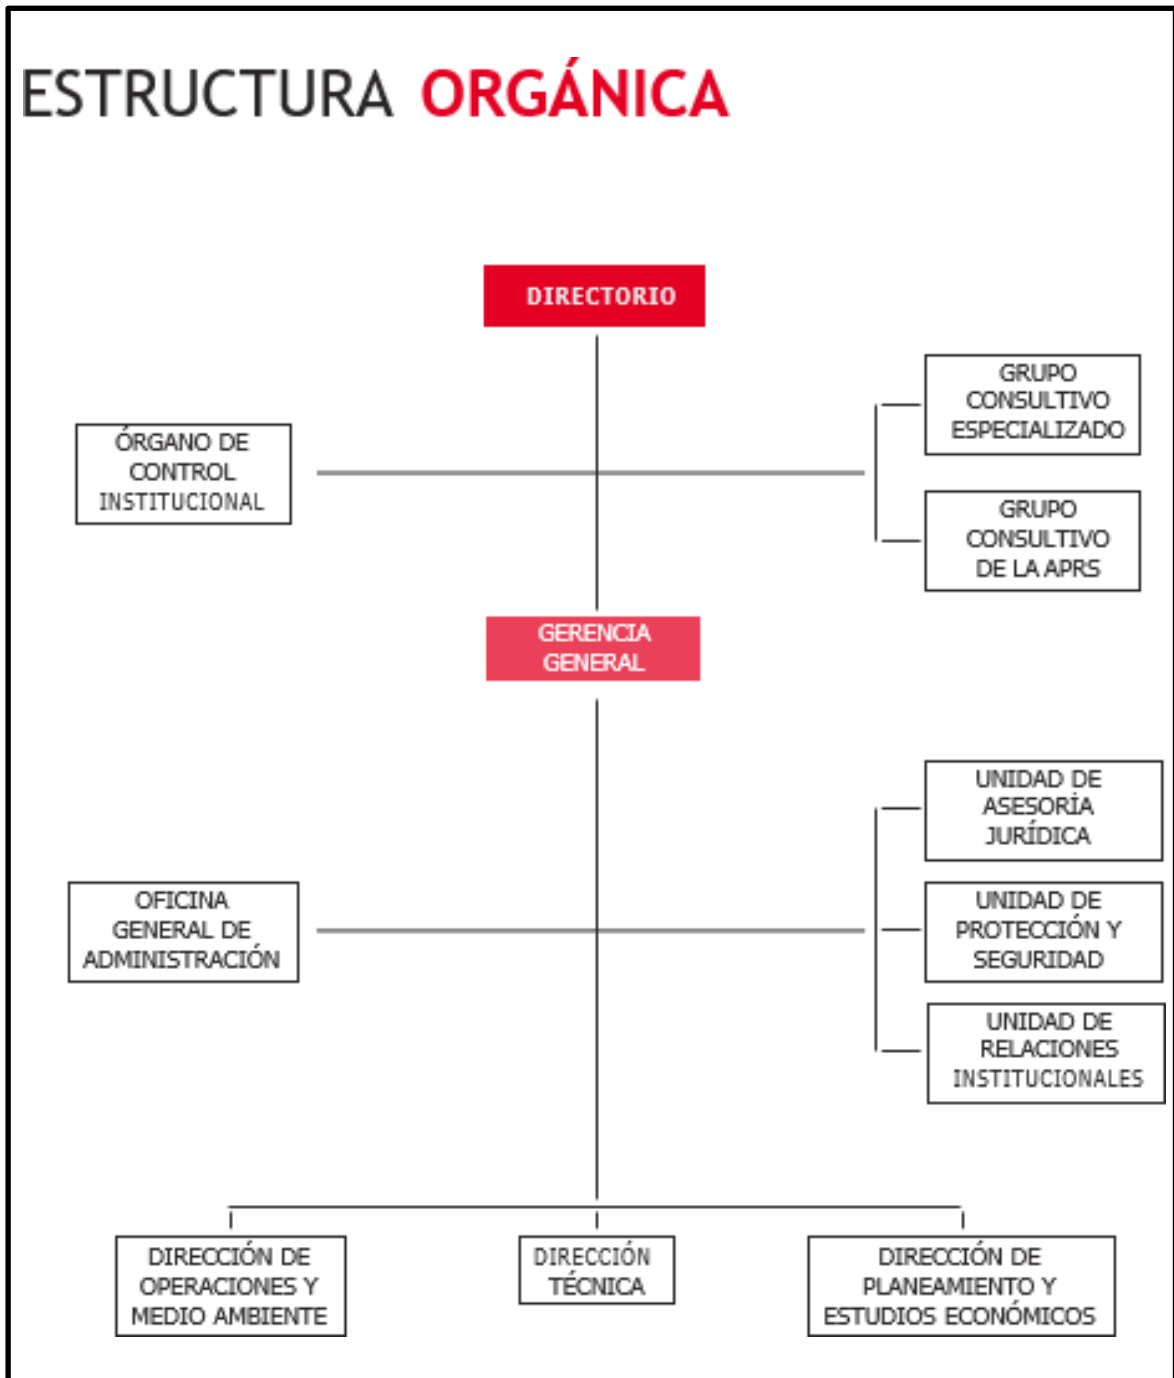 ESTRUCTURA ORGÁNICA
DIRECTORIO
GRUPO
CONSULTIVO
ESPECIALIZADO
ÓRGANO DE
CONTROL
INSTITUCIONAL
GRUPO
CONSULTIVO
DE LA APRS
GERENCIA
GENERAL
UNIDAD DE
ASESORÍA
JURÍDICA
OFICINA
GENERAL DE
ADMINISTRACIÓN
UNIDAD DE
PROTECCIÓN Y
SEGURIDAD
UNIDAD DE
RELACIONES
INSTITUCIONALES
DIRECCIÓN DE
OPERACIONES Y
MEDIO AMBIENTE
DIRECCIÓN
TÉCNICA
DIRECCIÓN DE
PLANEAMIENTO Y
ESTUDIOS ECONÓMICOS